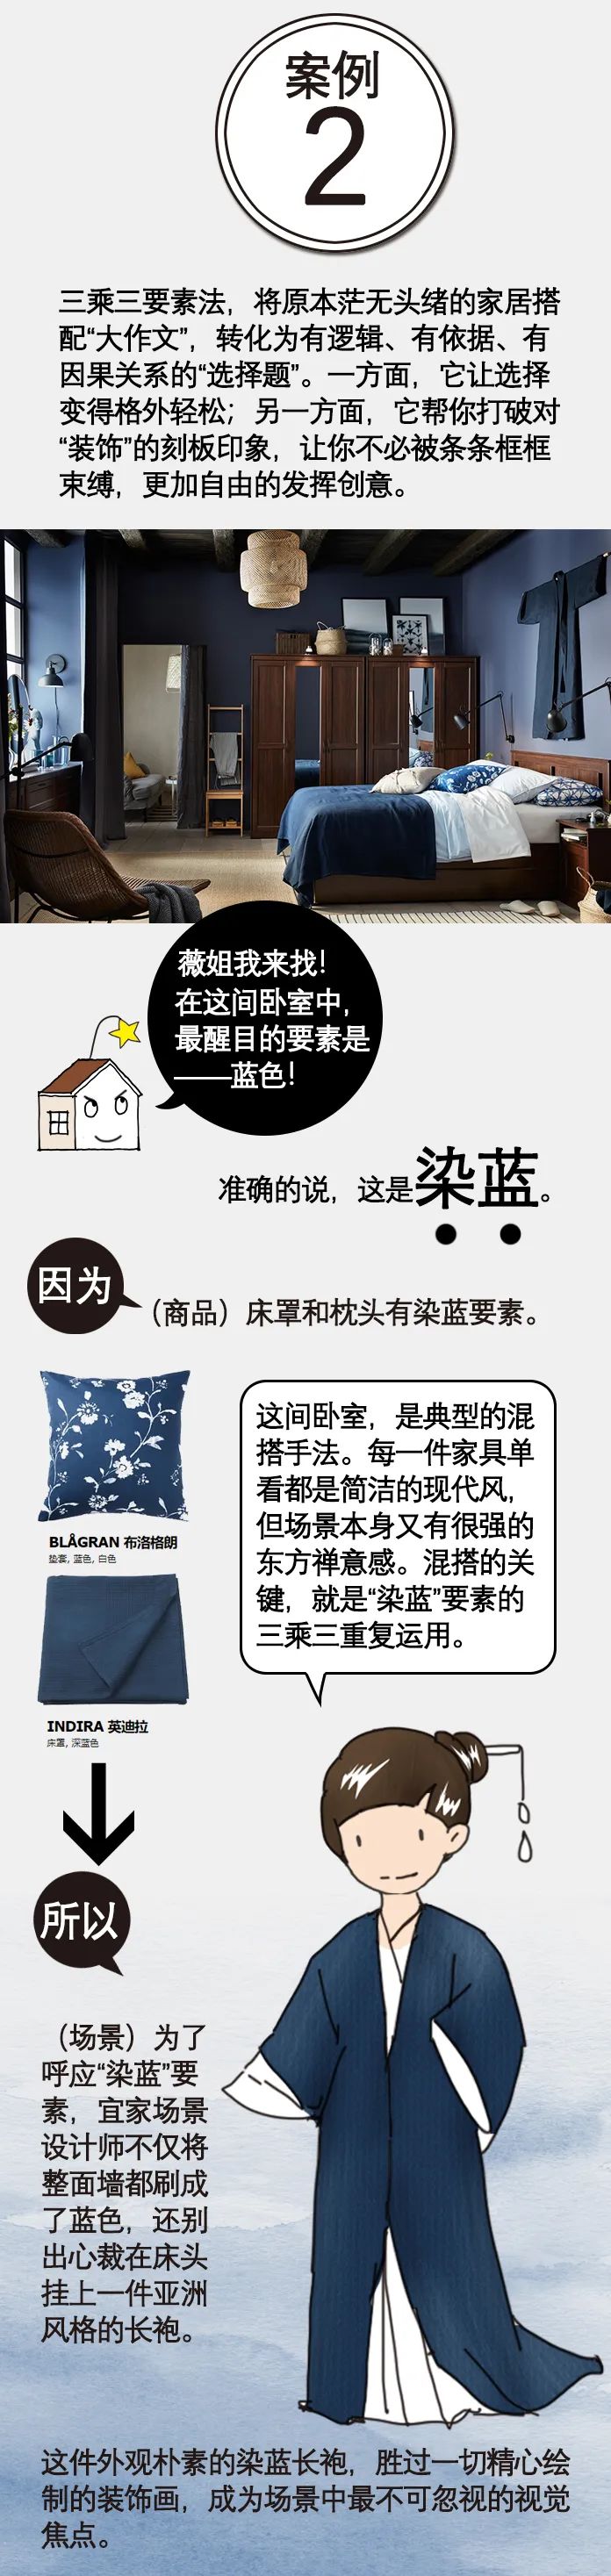 案例
2
三乘三要素法，将原本茫无头绪的家居搭
配“大作文”，转化为有逻辑、有依据、有
因果关系的“选择题”。一方面，它让选择
变得格外轻松；另一方面，它帮你打破对
“装饰”的刻板印象，让你不必被条条框框
束缚，更加自由的发挥创意。
薇姐我来找！
在这间卧室中，
最醒目的要素是
——蓝色！
准确的说，这是染蓝。
因为
（商品）床罩和枕头有染蓝要素。
BLÅGRAN 布洛格朗
垫套, 蓝色, 白色
INDIRA 英迪拉
床罩, 深蓝色
这间卧室，是典型的混
搭手法。每一件家具单
看都是简洁的现代风，
但场景本身又有很强的
东方禅意感。混搭的关
键，就是“染蓝”要素的
三乘三重复运用。
所以
（场景）为了
呼应“染蓝”要
素，宜家场景
设计师不仅将
整面墙都刷成
了蓝色，还别
出心裁在床头
挂上一件亚洲
风格的长袍。
这件外观朴素的染蓝长袍，胜过一切精心绘
制的装饰画，成为场景中最不可忽视的视觉
焦点。